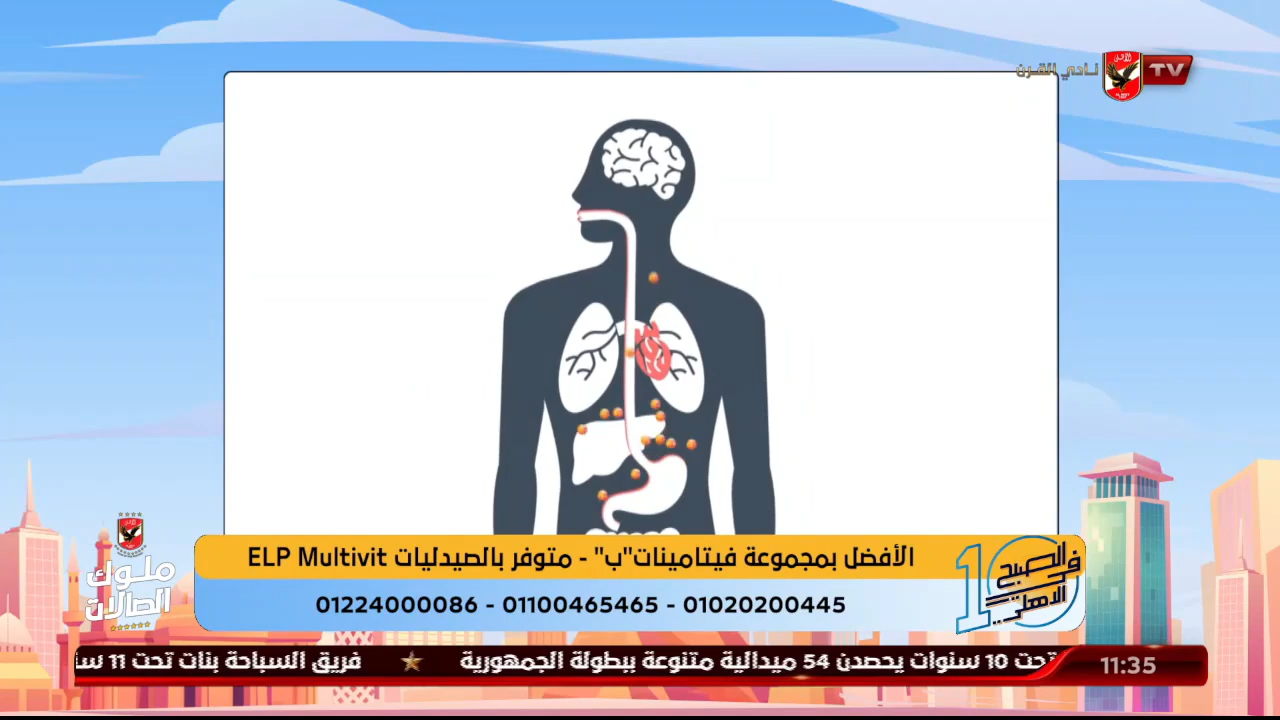 نادي القرن
TV
الأفضل بمجموعة فيتامينات"ب" - متوفر بالصيدليات ELP Multivit
01224000086 - 01100465465 - 01020200445
10 الصبح في الأهلي..
ملوك الصالات
تحت 10 سنوات يحصدن 54 ميدالية متنوعة ببطولة الجمهورية ★ فريق السباحة بنات تحت 11 سن
11:35